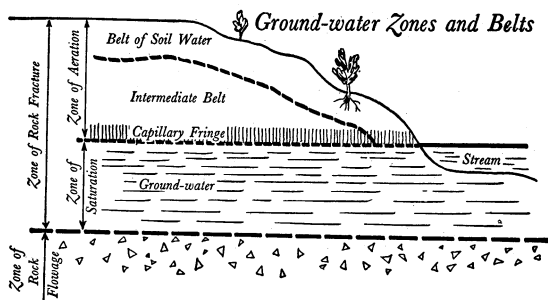 Ground-water Zones and Belts
Belt of Soil Water
Intermediate Belt
Capillary Fringe
Ground-water
Stream
Zone of Rock Fracture
Zone of Aeration
Zone of
Saturation
Zone of
Rock
Flowage